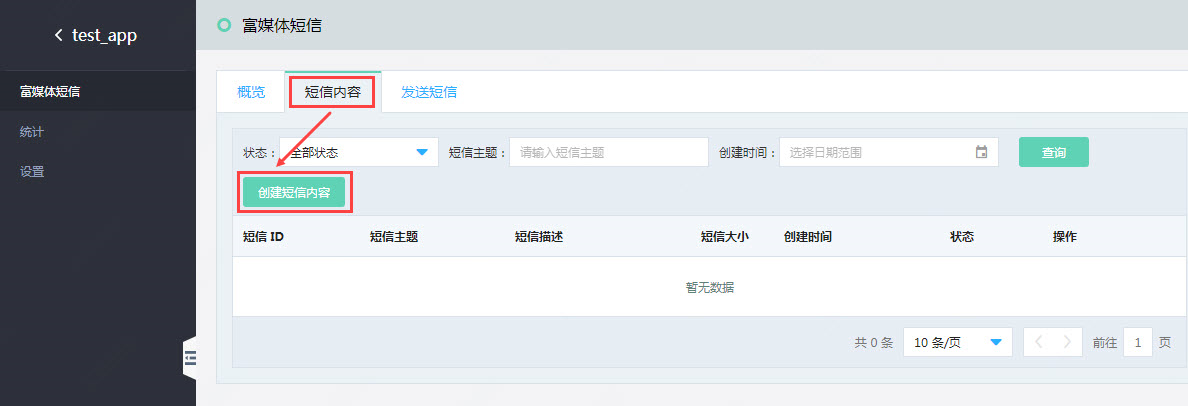 test_app
富媒体短信
统计
设置
富媒体短信
概览 短信内容 发送短信
状态： 全部状态 短信主题： 请输入短信主题 创建时间： 选择日期范围 查询
创建短信内容
短信 ID 短信主题 短信描述 短信大小 创建时间 状态 操作
暂无数据
共 0 条 10 条/页 前往 1 页